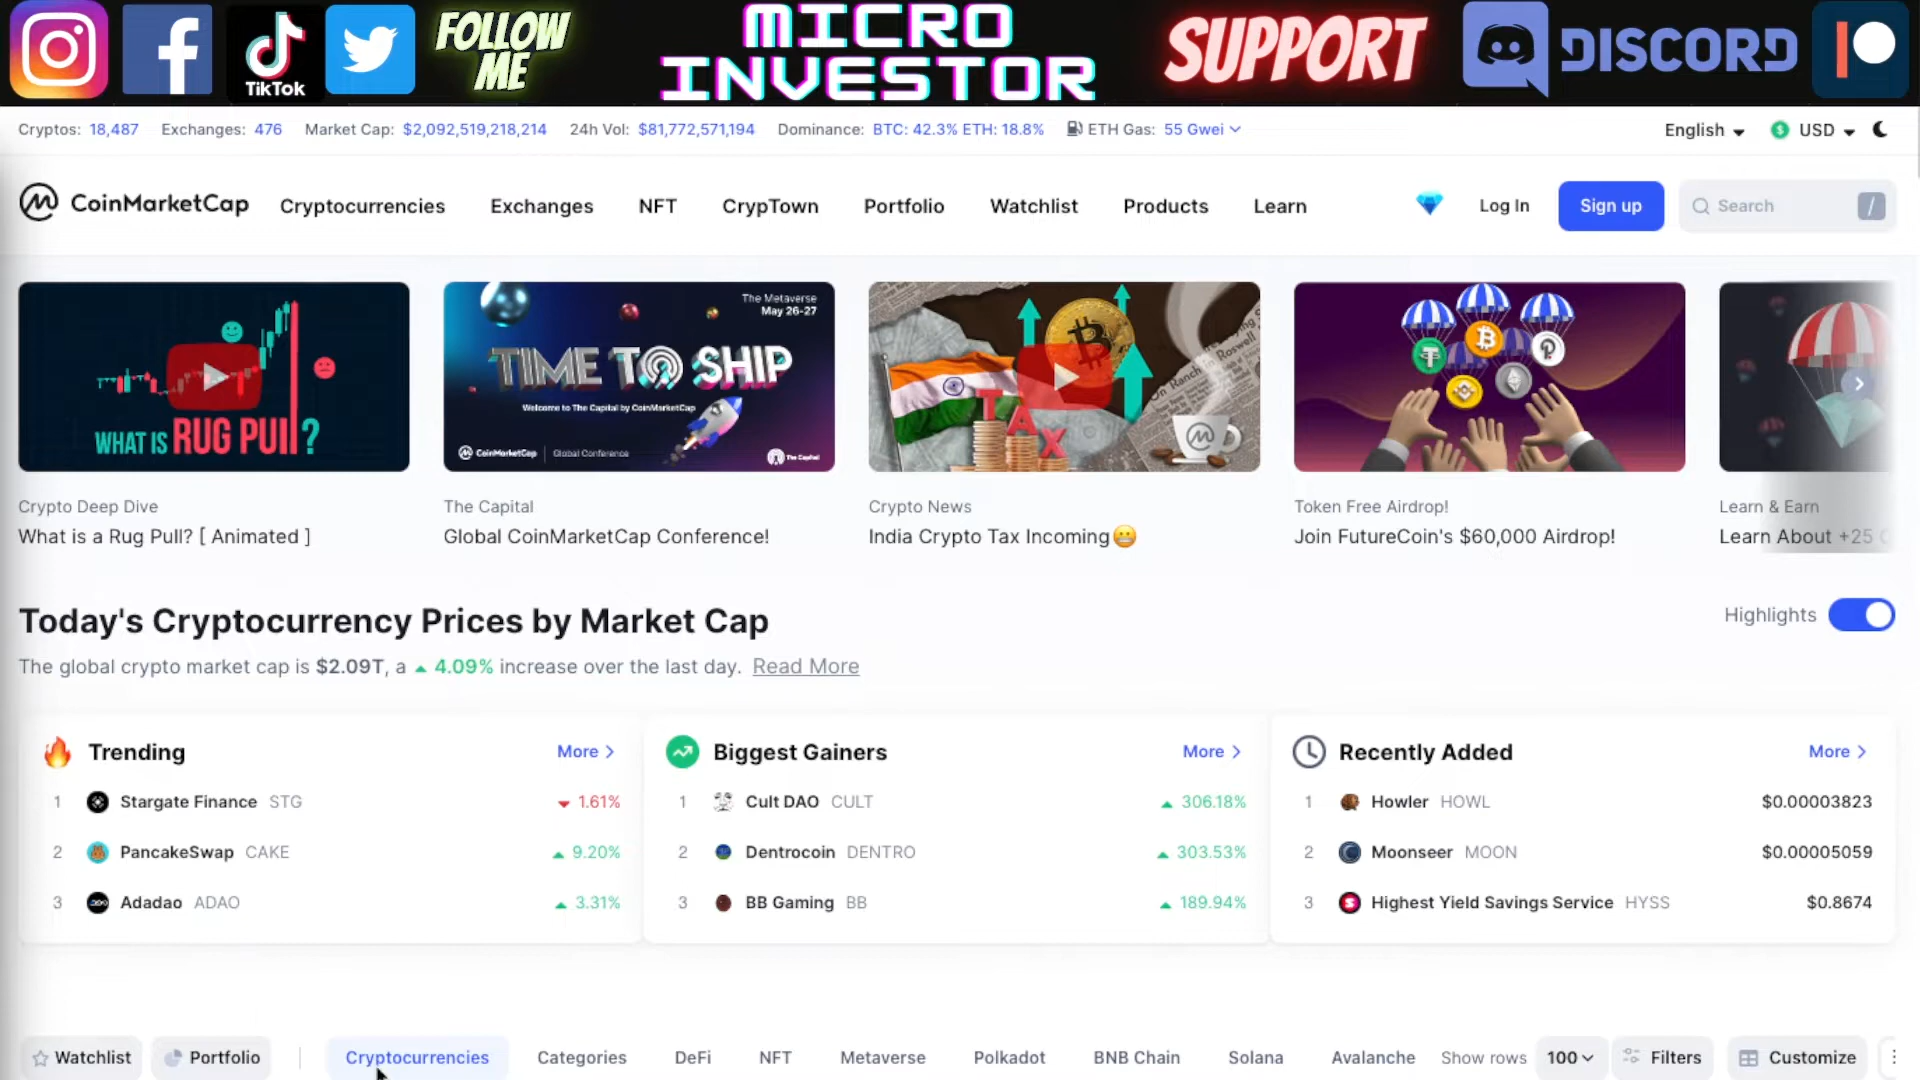 TikTok
FOLLOW
ME
MICRO
INVESTOR
SUPPORT
DISCORD
Cryptos: 18,487 Exchanges: 476 Market Cap: $2,092,519,218,214 24h Vol: $81,772,571,194 Dominance: BTC: 42.3% ETH: 18.8% ETH Gas: 55 Gwei
English USD
CoinMarketCap Cryptocurrencies Exchanges NFT CrypTown Portfolio Watchlist Products Learn Log In Sign up Search /
WHAT IS RUG PUll?
The Metaverse
May 26-27
TIME TO SHIP
Welcome to The Capital by CoinMarketCap
CoinMarketCap Global Conference The Capital
TAX
Crypto Deep Dive
What is a Rug Pull? [ Animated ]
The Capital
Global CoinMarketCap Conference!
Crypto News
India Crypto Tax Incoming😬
Token Free Airdrop!
Join FutureCoin's $60,000 Airdrop!
Learn & Earn
Learn About +25
Today's Cryptocurrency Prices by Market Cap
Highlights
The global crypto market cap is $2.09T, a ▲ 4.09% increase over the last day. Read More
Trending More >
1 Stargate Finance STG ▼ 1.61%
2 PancakeSwap CAKE ▲ 9.20%
3 Adadao ADAO ▲ 3.31%
Biggest Gainers More >
1 Cult DAO CULT ▲ 306.18%
2 Dentrocoin DENTRO ▲ 303.53%
3 BB Gaming BB ▲ 189.94%
Recently Added More >
1 Howler HOWL $0.00003823
2 Moonseer MOON $0.00005059
3 Highest Yield Savings Service HYSS $0.8674
Watchlist Portfolio Cryptocurrencies Categories DeFi NFT Metaverse Polkadot BNB Chain Solana Avalanche Show rows 100 Filters Customize